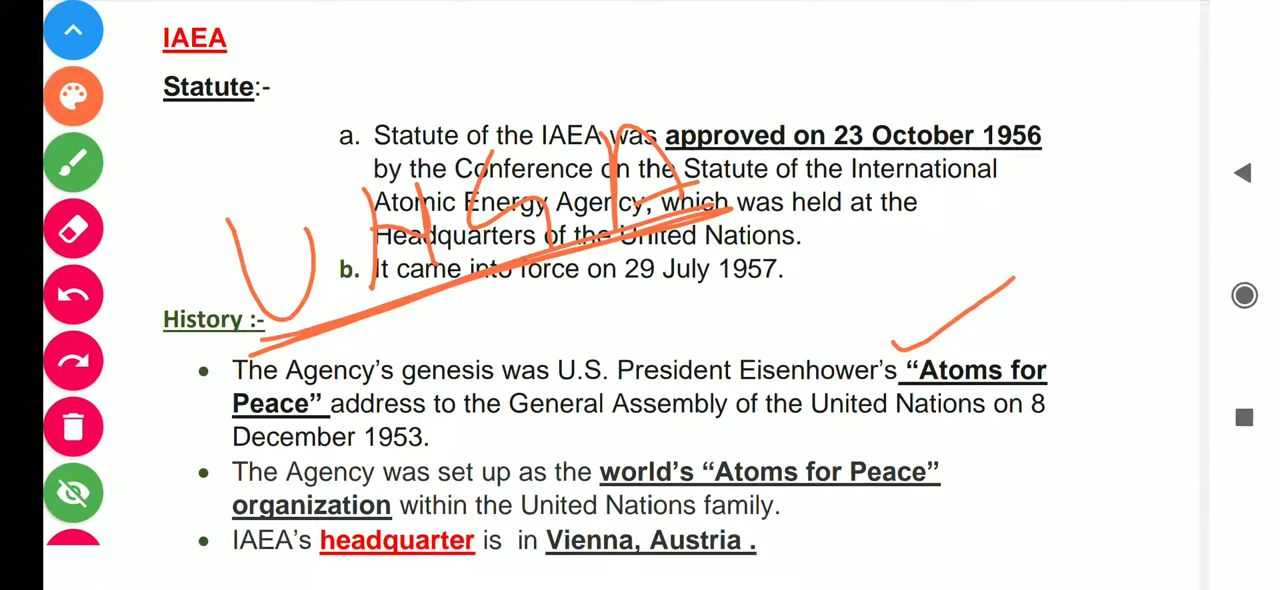 IAEA
Statute:-
a. Statute of the IAEA was approved on 23 October 1956
by the Conference on the Statute of the International
Atomic Energy Agency, which was held at the
Headquarters of the United Nations.
b. It came into force on 29 July 1957.
History :-
• The Agency's genesis was U.S. President Eisenhower's “Atoms for
Peace” address to the General Assembly of the United Nations on 8
December 1953.
• The Agency was set up as the world's “Atoms for Peace”
organization within the United Nations family.
• IAEA's headquarter is in Vienna, Austria .